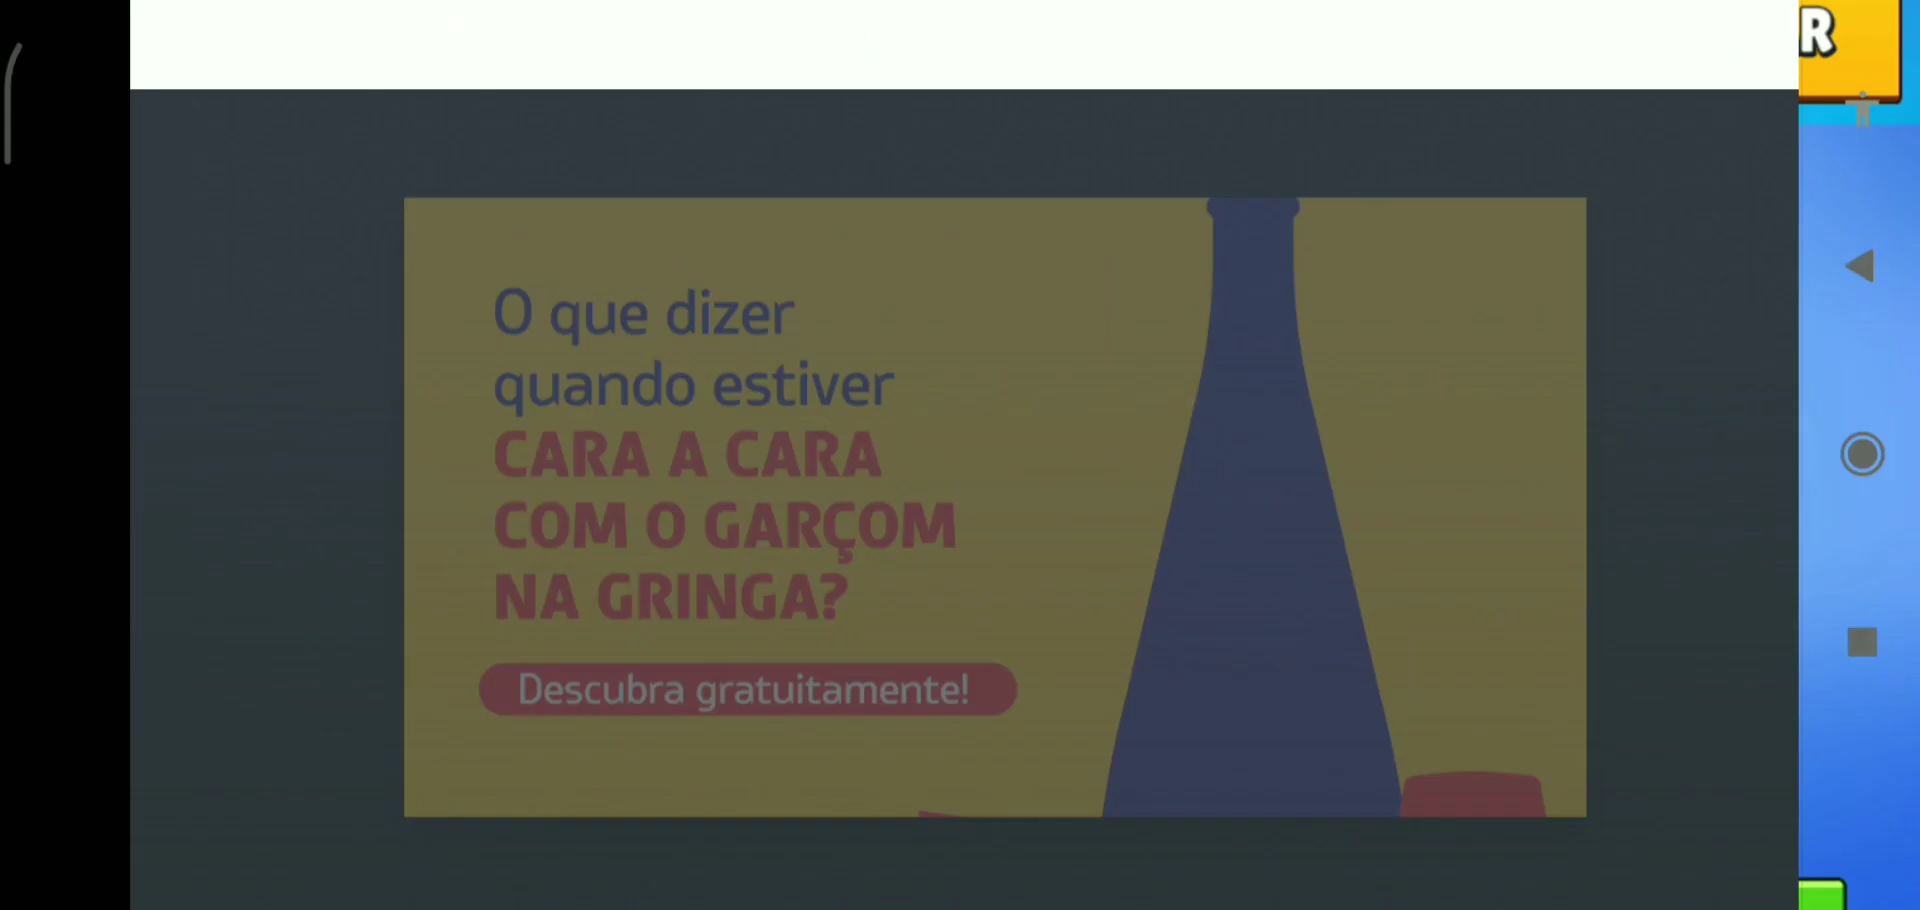 R
O que dizer
quando estiver
CARA A CARA
COM O GARÇOM
NA GRINGA?
Descubra gratuitamente!